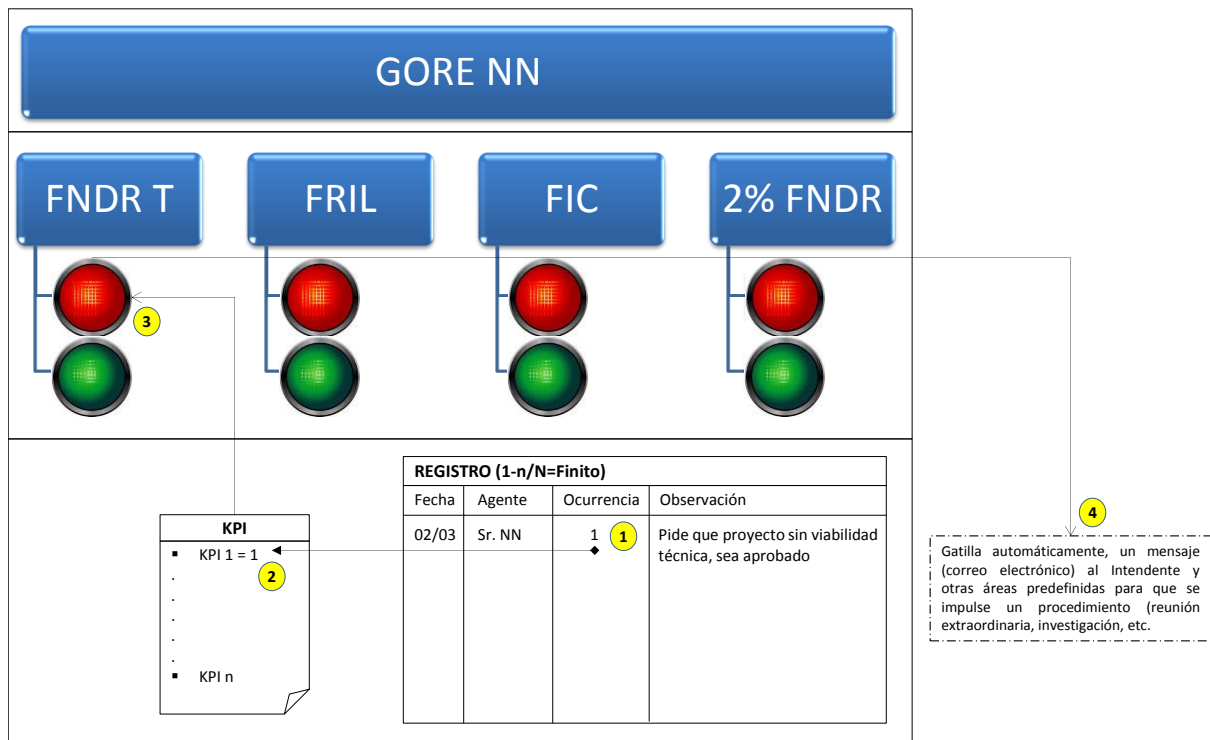 GORE NN
FNDR T
FRIL
FIC
2% FNDR
3
KPI
▪ KPI 1 = 1
2
.
.
.
.
.
▪ KPI n
REGISTRO (1-n/N=Finito)
Fecha Agente Ocurrencia Observación
02/03 Sr. NN 1 1 Pide que proyecto sin viabilidad
técnica, sea aprobado
4
Gatilla automáticamente, un mensaje
(correo electrónico) al Intendente y
otras áreas predefinidas para que se
impulse un procedimiento (reunión
extraordinaria, investigación, etc.